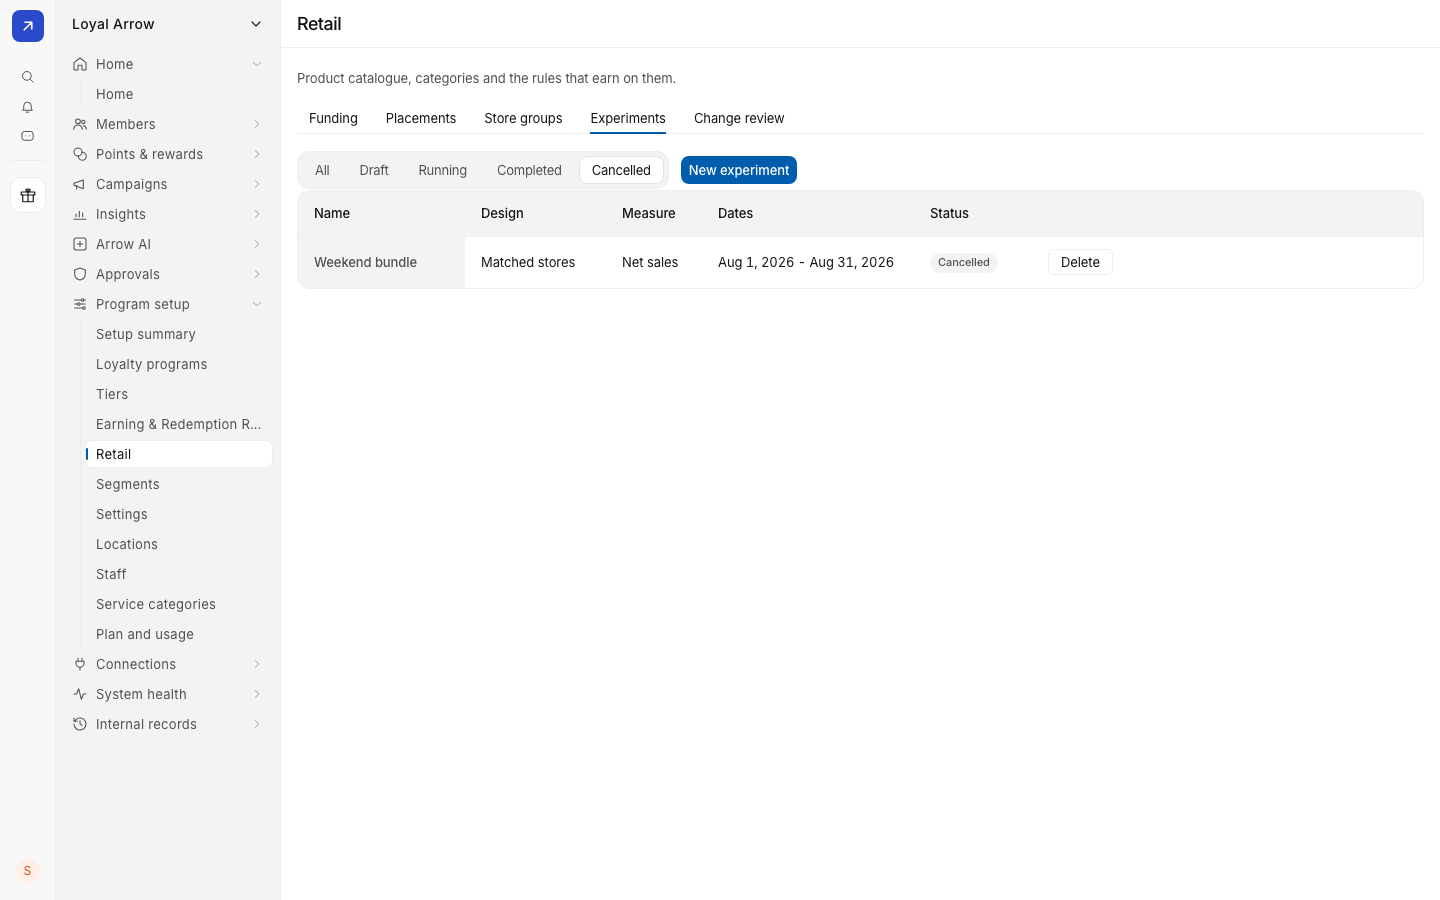 Loyal Arrow
Home
Home
Members
Points & rewards
Campaigns
Insights
Arrow AI
Approvals
Program setup
Setup summary
Loyalty programs
Tiers
Earning & Redemption R...
Retail
Segments
Settings
Locations
Staff
Service categories
Plan and usage
Connections
System health
Internal records
S
Retail
Product catalogue, categories and the rules that earn on them.
Funding Placements Store groups Experiments Change review
All Draft Running Completed Cancelled New experiment
Name Design Measure Dates Status
Weekend bundle Matched stores Net sales Aug 1, 2026 - Aug 31, 2026 Cancelled Delete